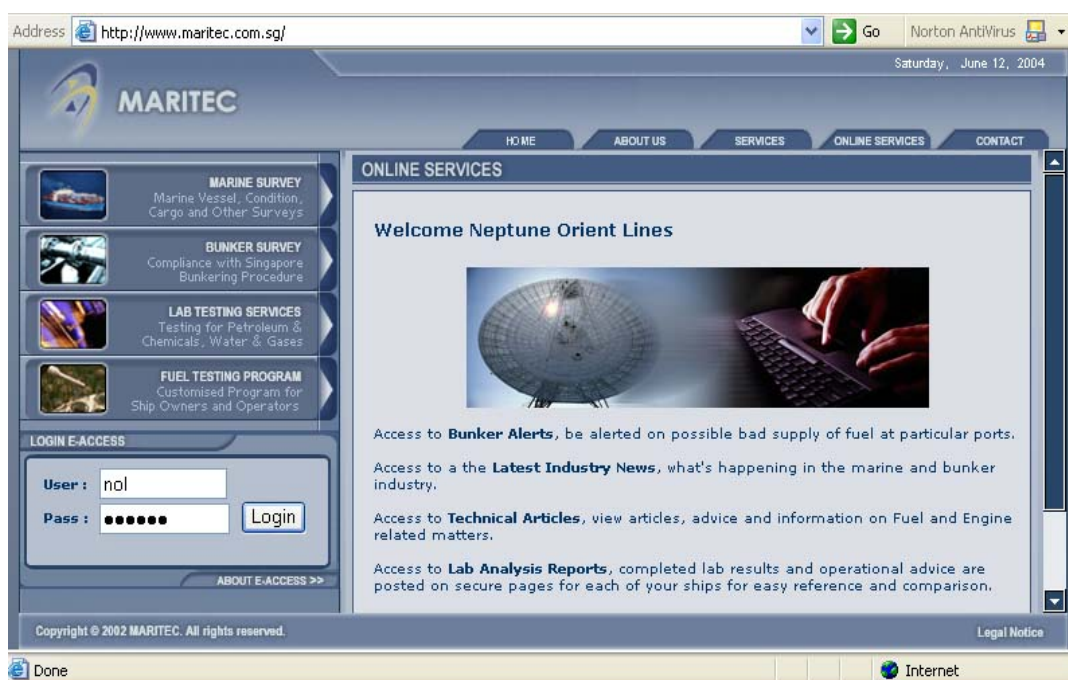 Address http://www.maritec.com.sg/ Go Norton AntiVirus
Saturday, June 12, 2004
MARITEC
HOME ABOUT US SERVICES ONLINE SERVICES CONTACT
MARINE SURVEY
Marine Vessel, Condition,
Cargo and Other Surveys
BUNKER SURVEY
Compliance with Singapore
Bunkering Procedure
LAB TESTING SERVICES
Testing for Petroleum &
Chemicals, Water & Gases
FUEL TESTING PROGRAM
Customised Program for
Ship Owners and Operators
LOGIN E-ACCESS
User : nol
Pass : ●●●●●●
Login
ABOUT E-ACCESS >>
ONLINE SERVICES
Welcome Neptune Orient Lines
Access to Bunker Alerts, be alerted on possible bad supply of fuel at particular ports.
Access to a the Latest Industry News, what's happening in the marine and bunker
industry.
Access to Technical Articles, view articles, advice and information on Fuel and Engine
related matters.
Access to Lab Analysis Reports, completed lab results and operational advice are
posted on secure pages for each of your ships for easy reference and comparison.
Copyright © 2002 MARITEC. All rights reserved. Legal Notice
Done Internet